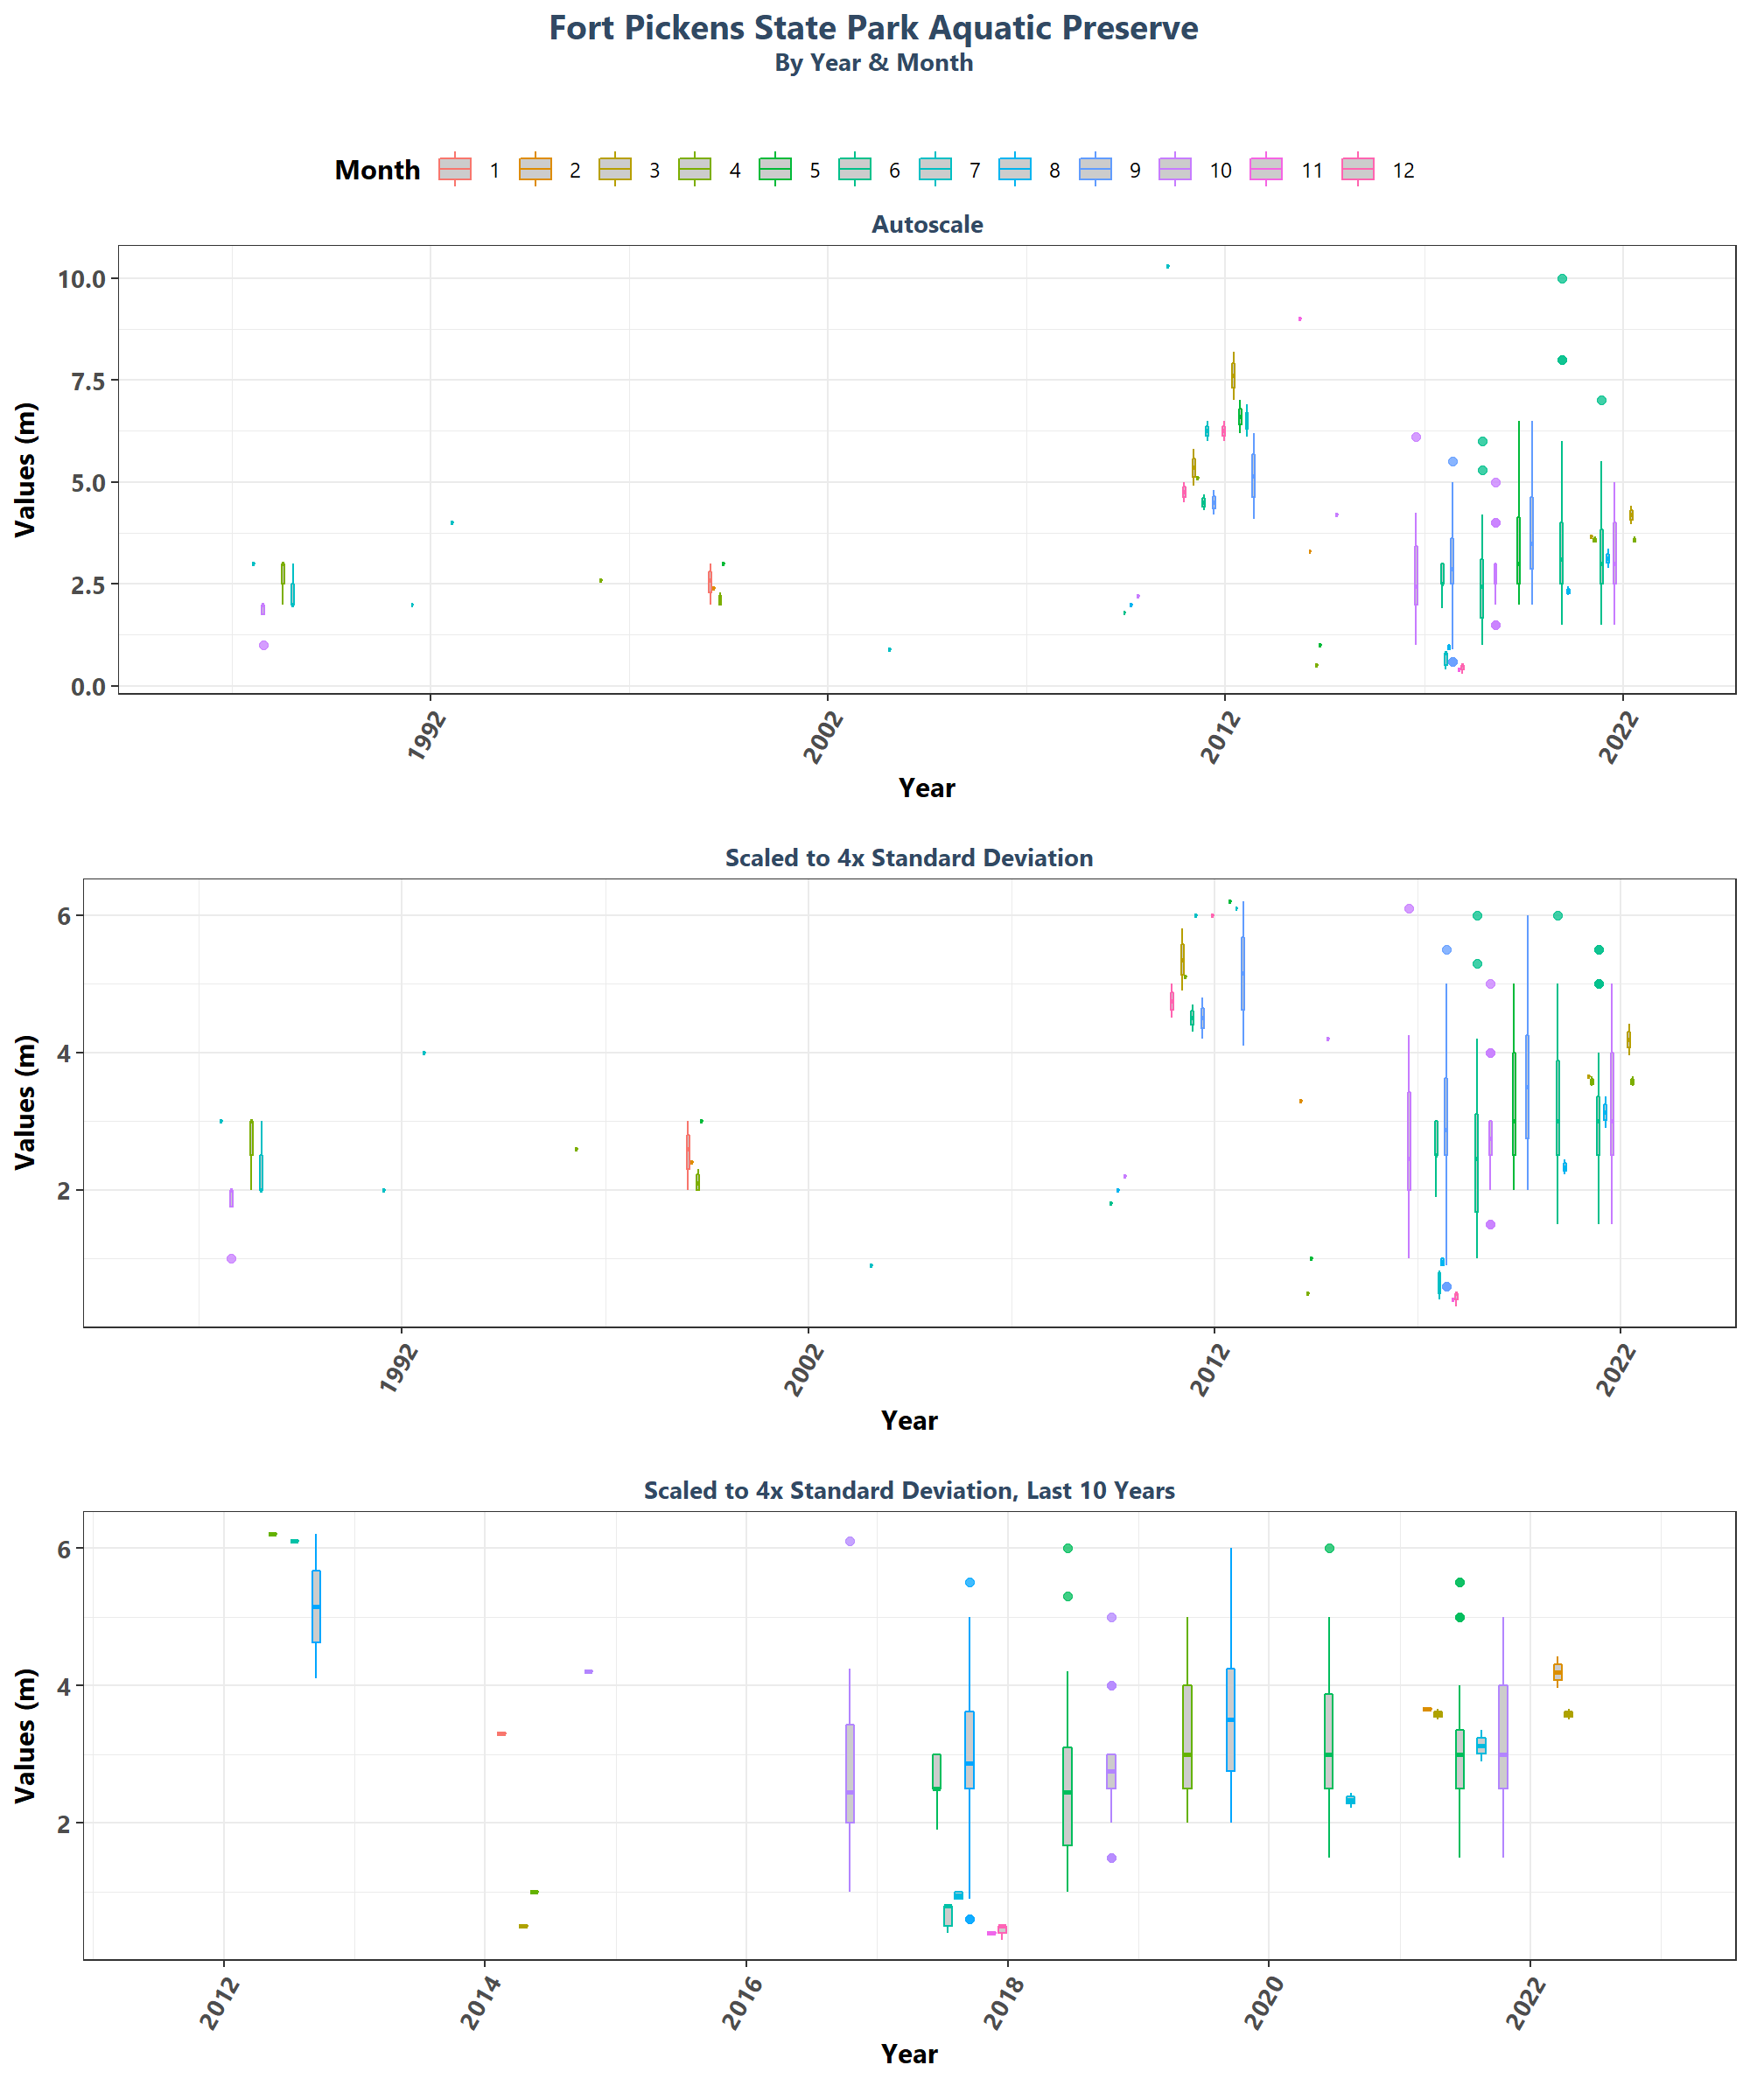 Fort Pickens State Park Aquatic Preserve
By Year & Month
Month 1 2 3 4 5 6 7 8 9 10 11 12
Autoscale
Values (m)
10.0
7.5
5.0
2.5
0.0
1992 2002 2012 2022
Year
Scaled to 4x Standard Deviation
Values (m)
6
4
2
1992 2002 2012 2022
Year
Scaled to 4x Standard Deviation, Last 10 Years
Values (m)
6
4
2
2012 2014 2016 2018 2020 2022
Year